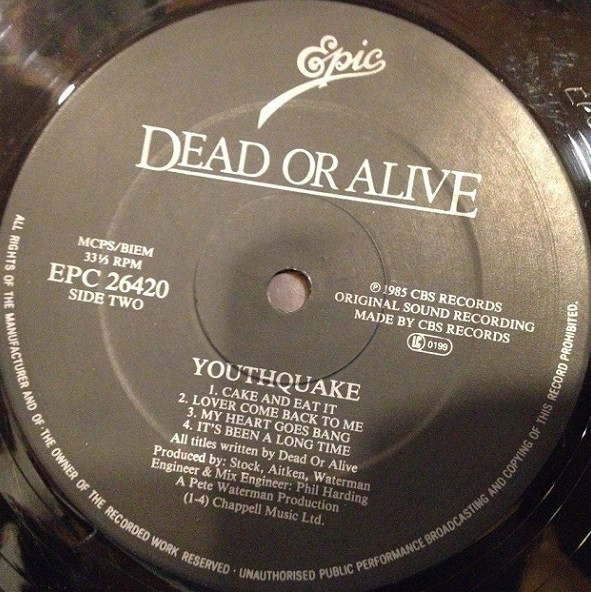 Epic
DEAD OR ALIVE
MCPS/BIEM
33⅓ RPM
EPC 26420
SIDE TWO
Ⓟ 1985 CBS RECORDS
ORIGINAL SOUND RECORDING
MADE BY CBS RECORDS
LC 0199
YOUTHQUAKE
1. CAKE AND EAT IT
2. LOVER COME BACK TO ME
3. MY HEART GOES BANG
4. IT'S BEEN A LONG TIME
All titles written by Dead Or Alive
Produced by: Stock, Aitken, Waterman
Engineer & Mix Engineer: Phil Harding
A Pete Waterman Production
(1-4) Chappell Music Ltd.
ALL RIGHTS OF THE MANUFACTURER AND OF THE OWNER OF THE RECORDED WORK RESERVED · UNAUTHORISED PUBLIC PERFORMANCE BROADCASTING AND COPYING OF THIS RECORD PROHIBITED.